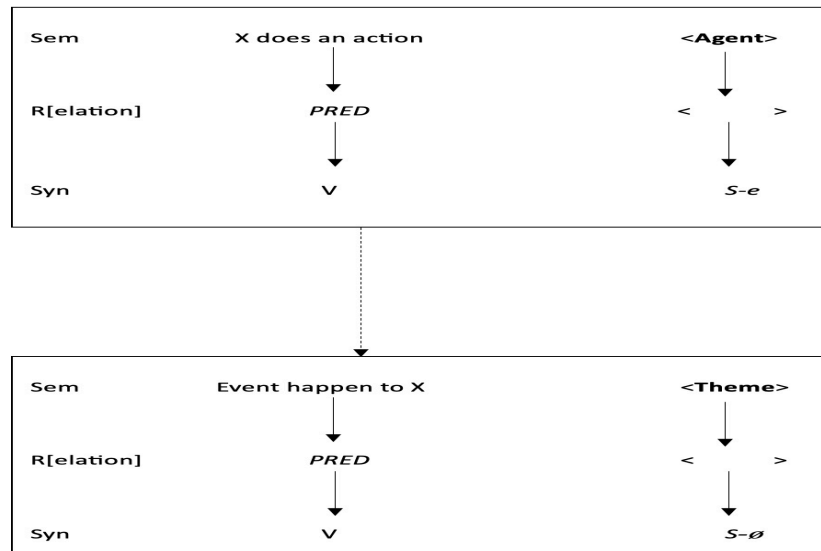 Sem X does an action <Agent>
R[elation] PRED < >
Syn V S-e
Sem Event happen to X <Theme>
R[elation] PRED < >
Syn V S-ø